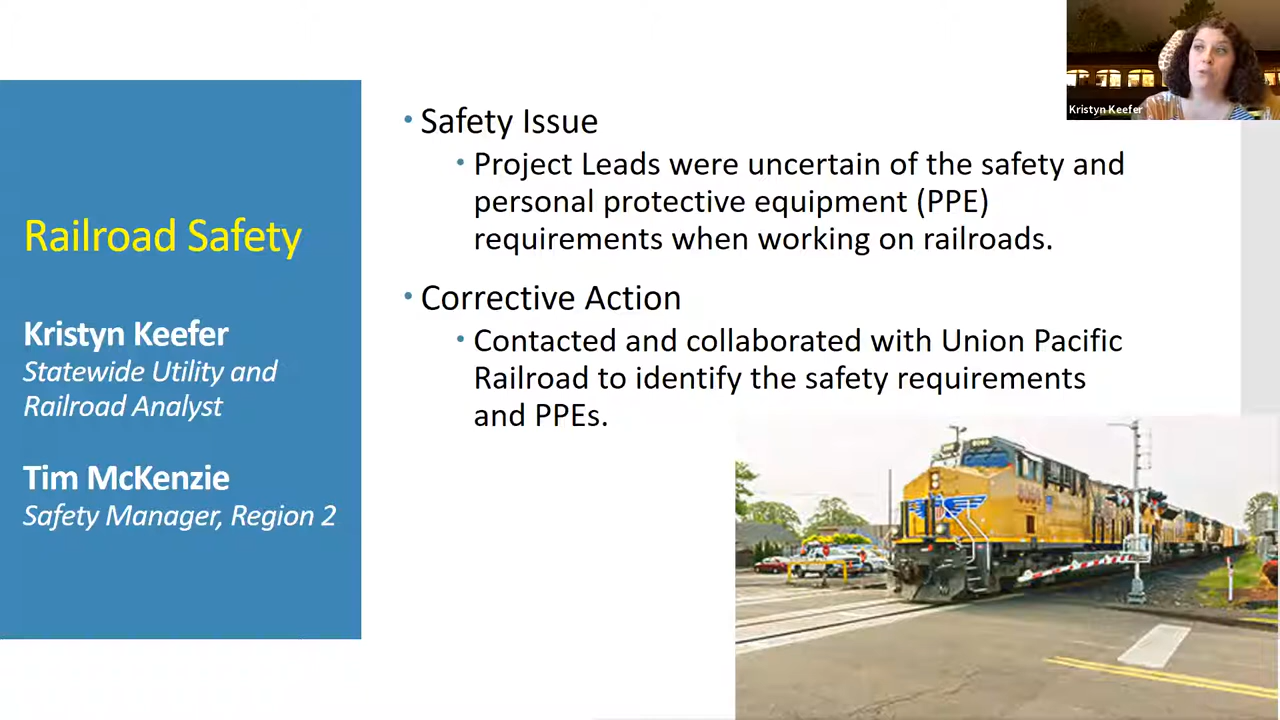 Kristyn Keefer
Railroad Safety
Kristyn Keefer
Statewide Utility and
Railroad Analyst
Tim McKenzie
Safety Manager, Region 2
• Safety Issue
• Project Leads were uncertain of the safety and
personal protective equipment (PPE)
requirements when working on railroads.
• Corrective Action
• Contacted and collaborated with Union Pacific
Railroad to identify the safety requirements
and PPEs.